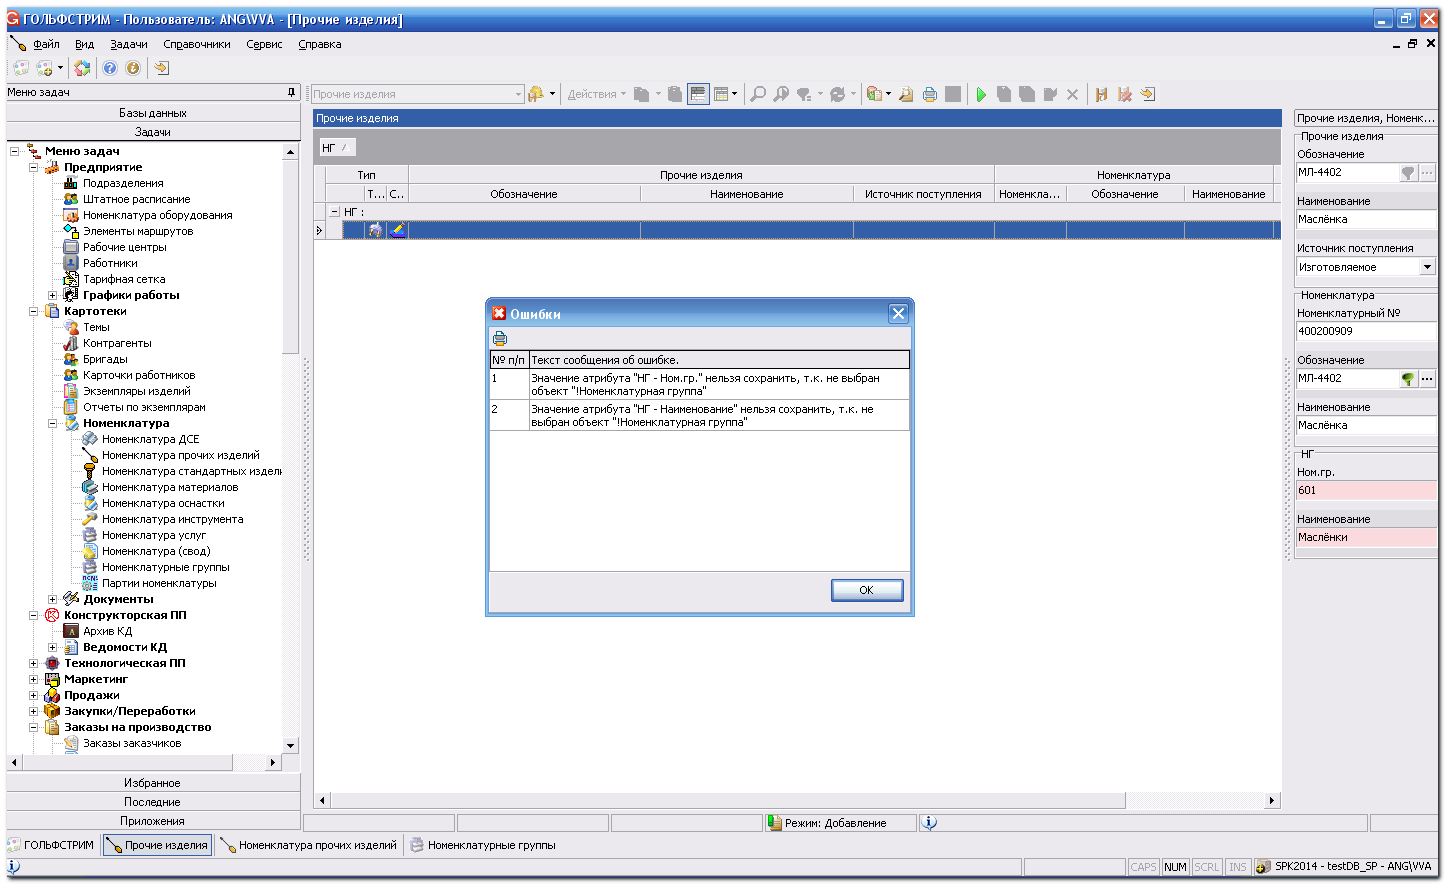 ГОЛЬФСТРИМ - Пользователь: ANG\VVA - [Прочие изделия]
Файл Вид Задачи Справочники Сервис Справка
Меню задач
Базы данных
Задачи
Меню задач
Предприятие
Подразделения
Штатное расписание
Номенклатура оборудования
Элементы маршрутов
Рабочие центры
Работники
Тарифная сетка
Графики работы
Картотеки
Темы
Контрагенты
Бригады
Карточки работников
Экземпляры изделий
Отчеты по экземплярам
Номенклатура
Номенклатура ДСЕ
Номенклатура прочих изделий
Номенклатура стандартных издели
Номенклатура материалов
Номенклатура оснастки
Номенклатура инструмента
Номенклатура услуг
Номенклатура (свод)
Номенклатурные группы
Партии номенклатуры
Документы
Конструкторская ПП
Архив КД
Ведомости КД
Технологическая ПП
Маркетинг
Продажи
Закупки/Переработки
Заказы на производство
Заказы заказчиков
Избранное
Последние
Приложения
Прочие изделия
Действия
Прочие изделия
НГ
Тип Прочие изделия Номенклатура
Т... С... Обозначение Наименование Источник поступления Номенкла... Обозначение Наименование
НГ :
Ошибки
№ п/п Текст сообщения об ошибке.
1 Значение атрибута "НГ - Ном.гр." нельзя сохранить, т.к. не выбран
объект "!Номенклатурная группа"
2 Значение атрибута "НГ - Наименование" нельзя сохранить, т.к. не
выбран объект "!Номенклатурная группа"
OK
Прочие изделия, Номенк...
Прочие изделия
Обозначение
МЛ-4402
Наименование
Маслёнка
Источник поступления
Изготовляемое
Номенклатура
Номенклатурный №
400200909
Обозначение
МЛ-4402
Наименование
Маслёнка
НГ
Ном.гр.
601
Наименование
Маслёнки
Режим: Добавление
ГОЛЬФСТРИМ Прочие изделия Номенклатура прочих изделий Номенклатурные группы
CAPS NUM SCRL INS SPK2014 - testDB_SP - ANG\VVA